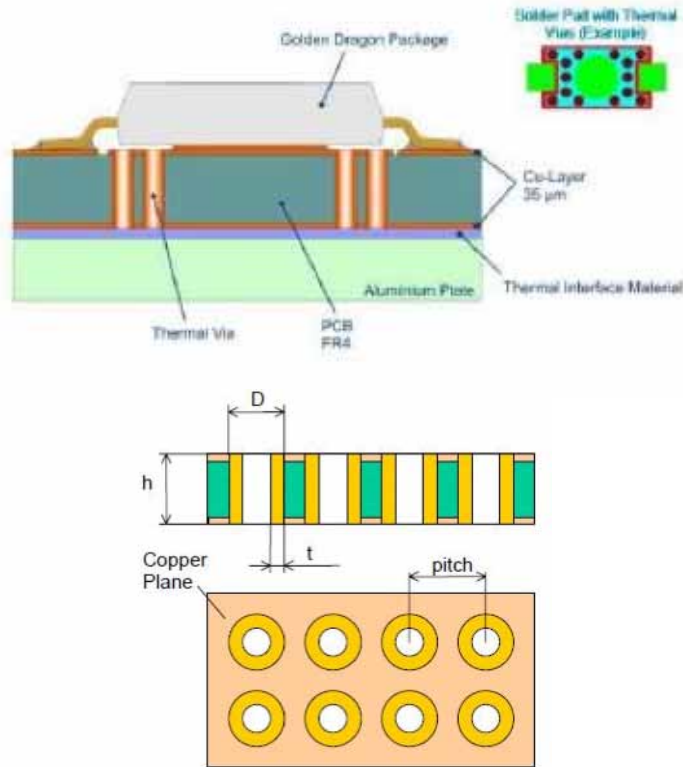 Golden Dragon Package
Solder Pad with Thermal
Vias (Example)
Cu-Layer
35 µm
Thermal Interface Material
Aluminium Plate
Thermal Via
PCB
FR4
D
h
t
pitch
Copper
Plane